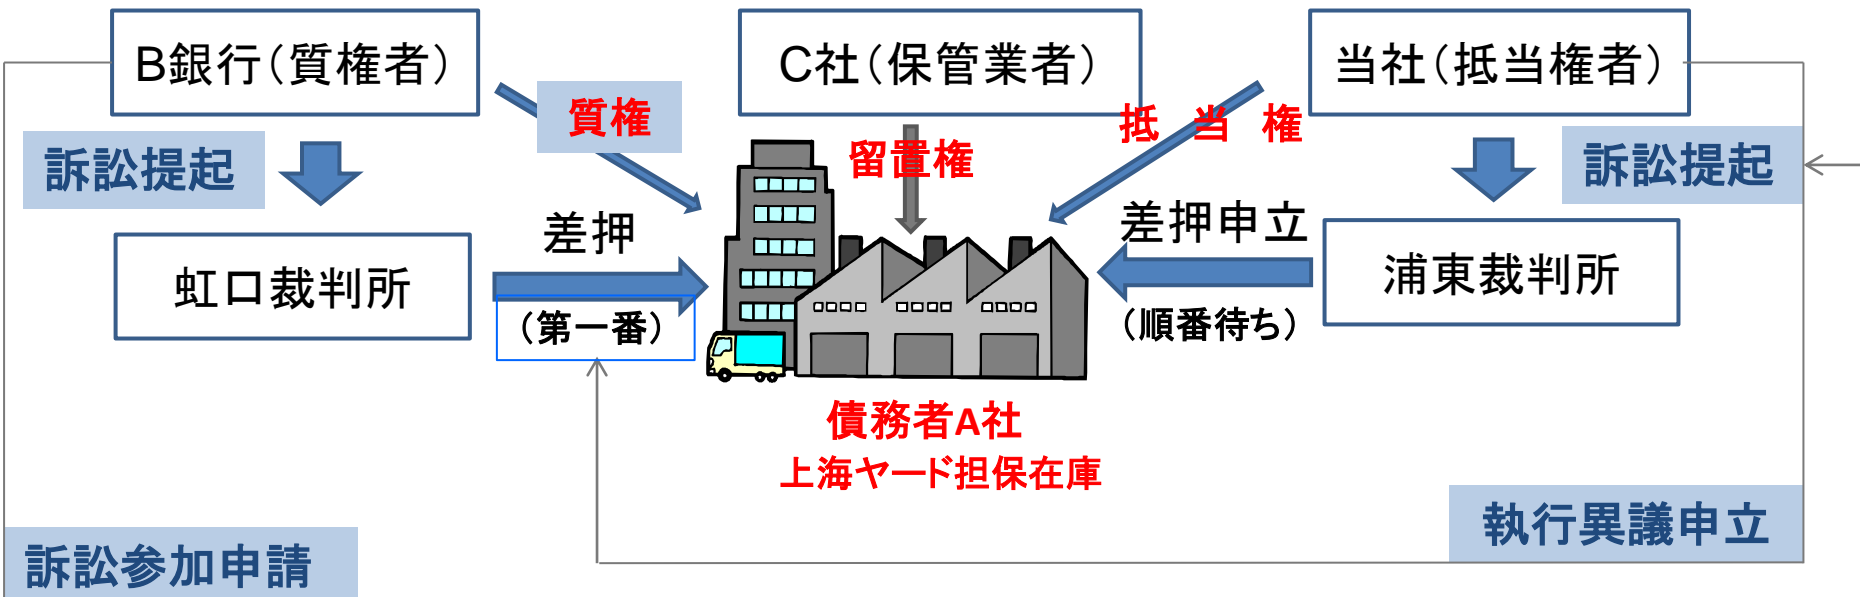 B銀行（質権者）
C社（保管業者）
当社（抵当権者）
質権
留置権
抵 当 権
訴訟提起
訴訟提起
差押
差押申立
虹口裁判所
浦東裁判所
（第一番）
（順番待ち）
債務者A社
上海ヤード担保在庫
執行異議申立
訴訟参加申請